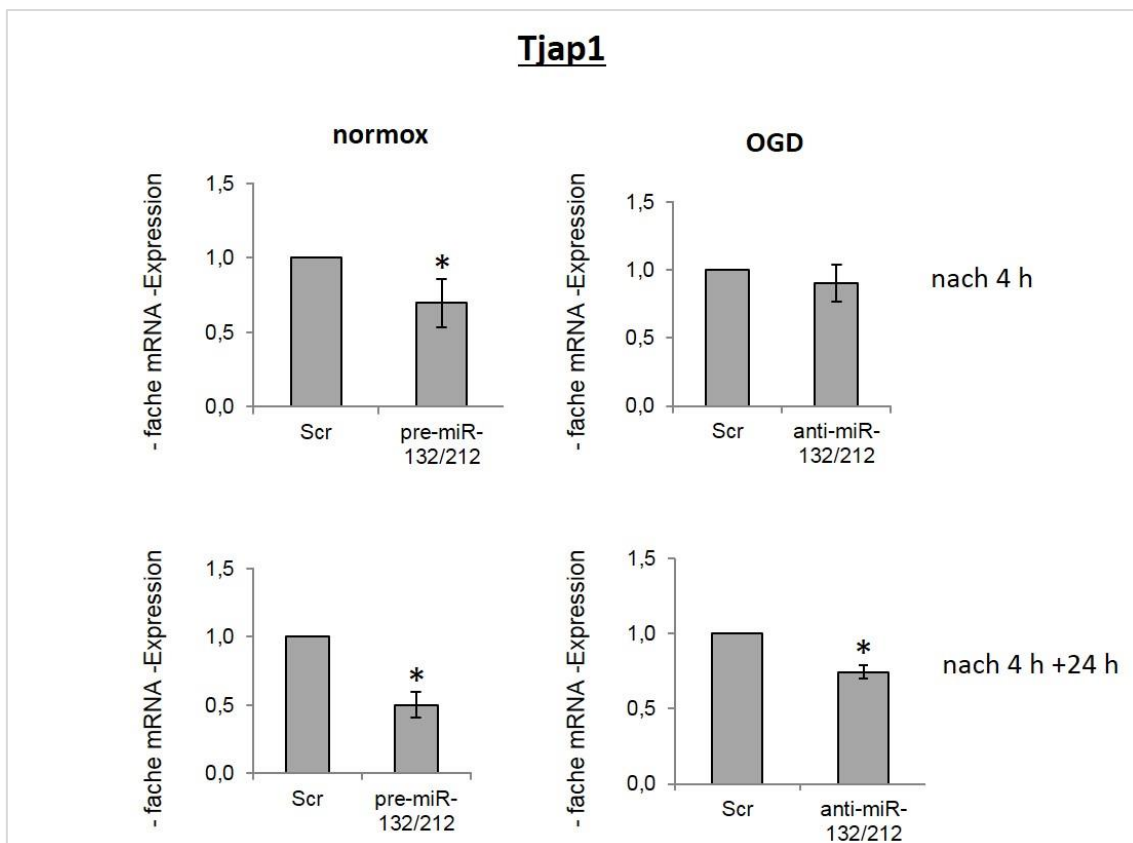 Tjap1
normox
OGD
- fache mRNA -Expression
1,5
1,0
0,5
0,0
*
Scr
pre-miR-
132/212
- fache mRNA -Expression
1,5
1,0
0,5
0,0
Scr
anti-miR-
132/212
nach 4 h
- fache mRNA -Expression
1,5
1,0
0,5
0,0
*
Scr
pre-miR-
132/212
- fache mRNA -Expression
1,5
1,0
0,5
0,0
*
Scr
anti-miR-
132/212
nach 4 h +24 h